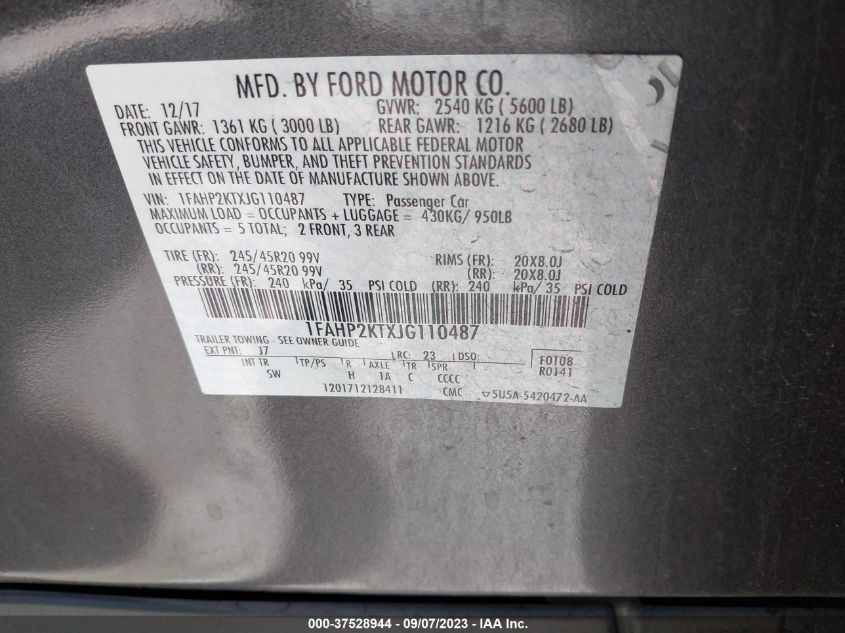 MFD. BY FORD MOTOR CO.
DATE: 12/17 GVWR: 2540 KG ( 5600 LB)
FRONT GAWR: 1361 KG ( 3000 LB) REAR GAWR: 1216 KG ( 2680 LB)
THIS VEHICLE CONFORMS TO ALL APPLICABLE FEDERAL MOTOR
VEHICLE SAFETY, BUMPER, AND THEFT PREVENTION STANDARDS
IN EFFECT ON THE DATE OF MANUFACTURE SHOWN ABOVE.
VIN: 1FAHP2KTXJG110487 TYPE: Passenger Car
MAXIMUM LOAD = OCCUPANTS + LUGGAGE = 430KG/ 950LB
OCCUPANTS = 5 TOTAL; 2 FRONT, 3 REAR
TIRE (FR): 245/45R20 99V RIMS (FR): 20X8.0J
(RR): 245/45R20 99V (RR): 20X8.0J
PRESSURE (FR): 240 kPa/ 35 PSI COLD (RR): 240 kPa/ 35 PSI COLD
1FAHP2KTXJG110487
TRAILER TOWING - SEE OWNER GUIDE
EXT PNT: J7 RC: 23 DSO: F0108
INT TR TP/PS R AXLE TR SPR R0141
SW H 1A C CCCC
1201712128411 CMC ▽5U5A-5420472-AA
000-37528944 - 09/07/2023 - IAA Inc.